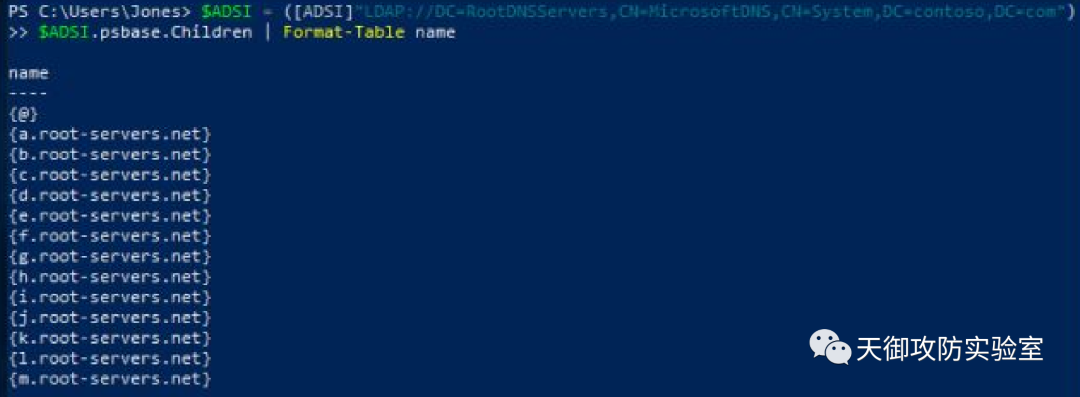 PS C:\Users\Jones> $ADSI = ([ADSI]"LDAP://DC=RootDNSServers,CN=MicrosoftDNS,CN=System,DC=contoso,DC=com")
>> $ADSI.psbase.Children | Format-Table name
name
----
{@}
{a.root-servers.net}
{b.root-servers.net}
{c.root-servers.net}
{d.root-servers.net}
{e.root-servers.net}
{f.root-servers.net}
{g.root-servers.net}
{h.root-servers.net}
{i.root-servers.net}
{j.root-servers.net}
{k.root-servers.net}
{l.root-servers.net}
{m.root-servers.net}
天御攻防实验室